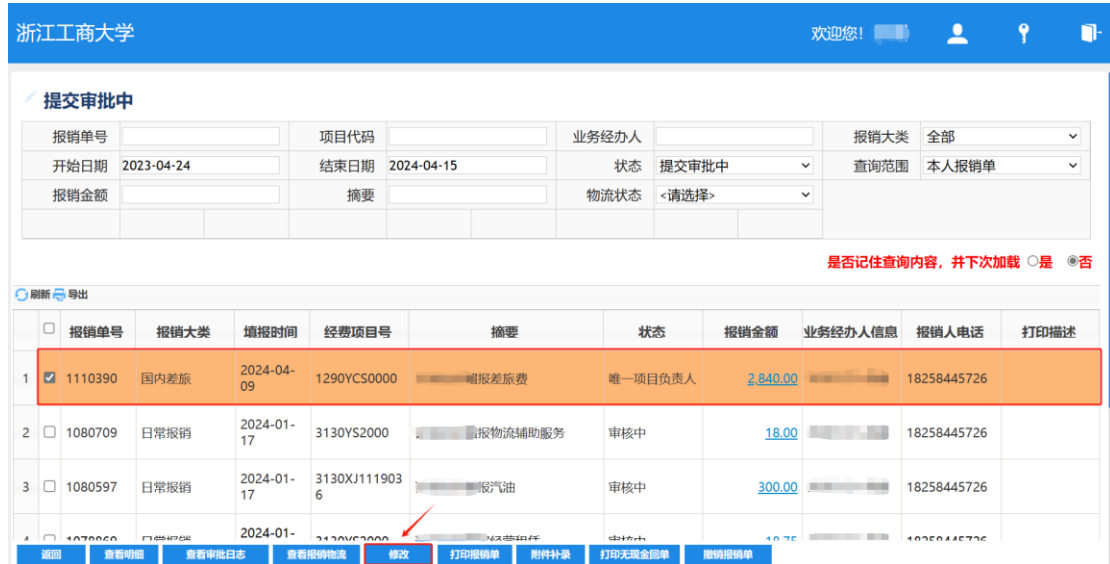 浙江工商大学 欢迎您!
提交审批中
报销单号 项目代码 业务经办人 报销大类 全部
开始日期 2023-04-24 结束日期 2024-04-15 状态 提交审批中 查询范围 本人报销单
报销金额 摘要 物流状态 <请选择>
是否记住查询内容，并下次加载 是 否
刷新 导出
报销单号 报销大类 填报时间 经费项目号 摘要 状态 报销金额 业务经办人信息 报销人电话 打印描述
1 1110390 国内差旅 2024-04-09 1290YCS0000 报差旅费 唯一项目负责人 2,840.00 18258445726
2 1080709 日常报销 2024-01-17 3130YS2000 报物流辅助服务 审核中 18.00 18258445726
3 1080597 日常报销 2024-01-17 3130XJ1119036 报汽油 审核中 300.00 18258445726
2024-01-
返回 查看明细 查看审批日志 查看报销物流 修改 打印报销单 附件补录 打印无现金回单 撤销报销单